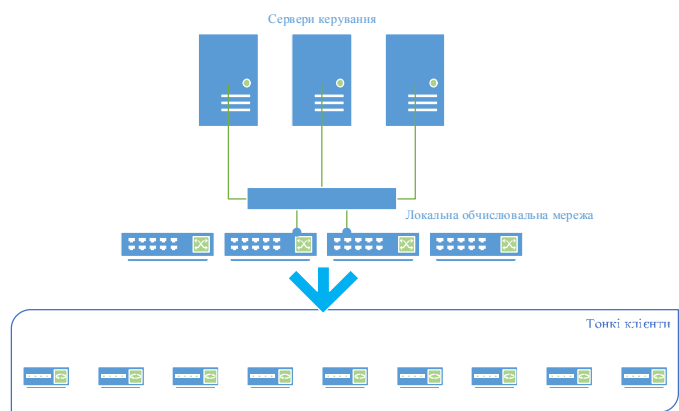 Сервери керування
Локальна обчислювальна мережа
Тонкі клієнти